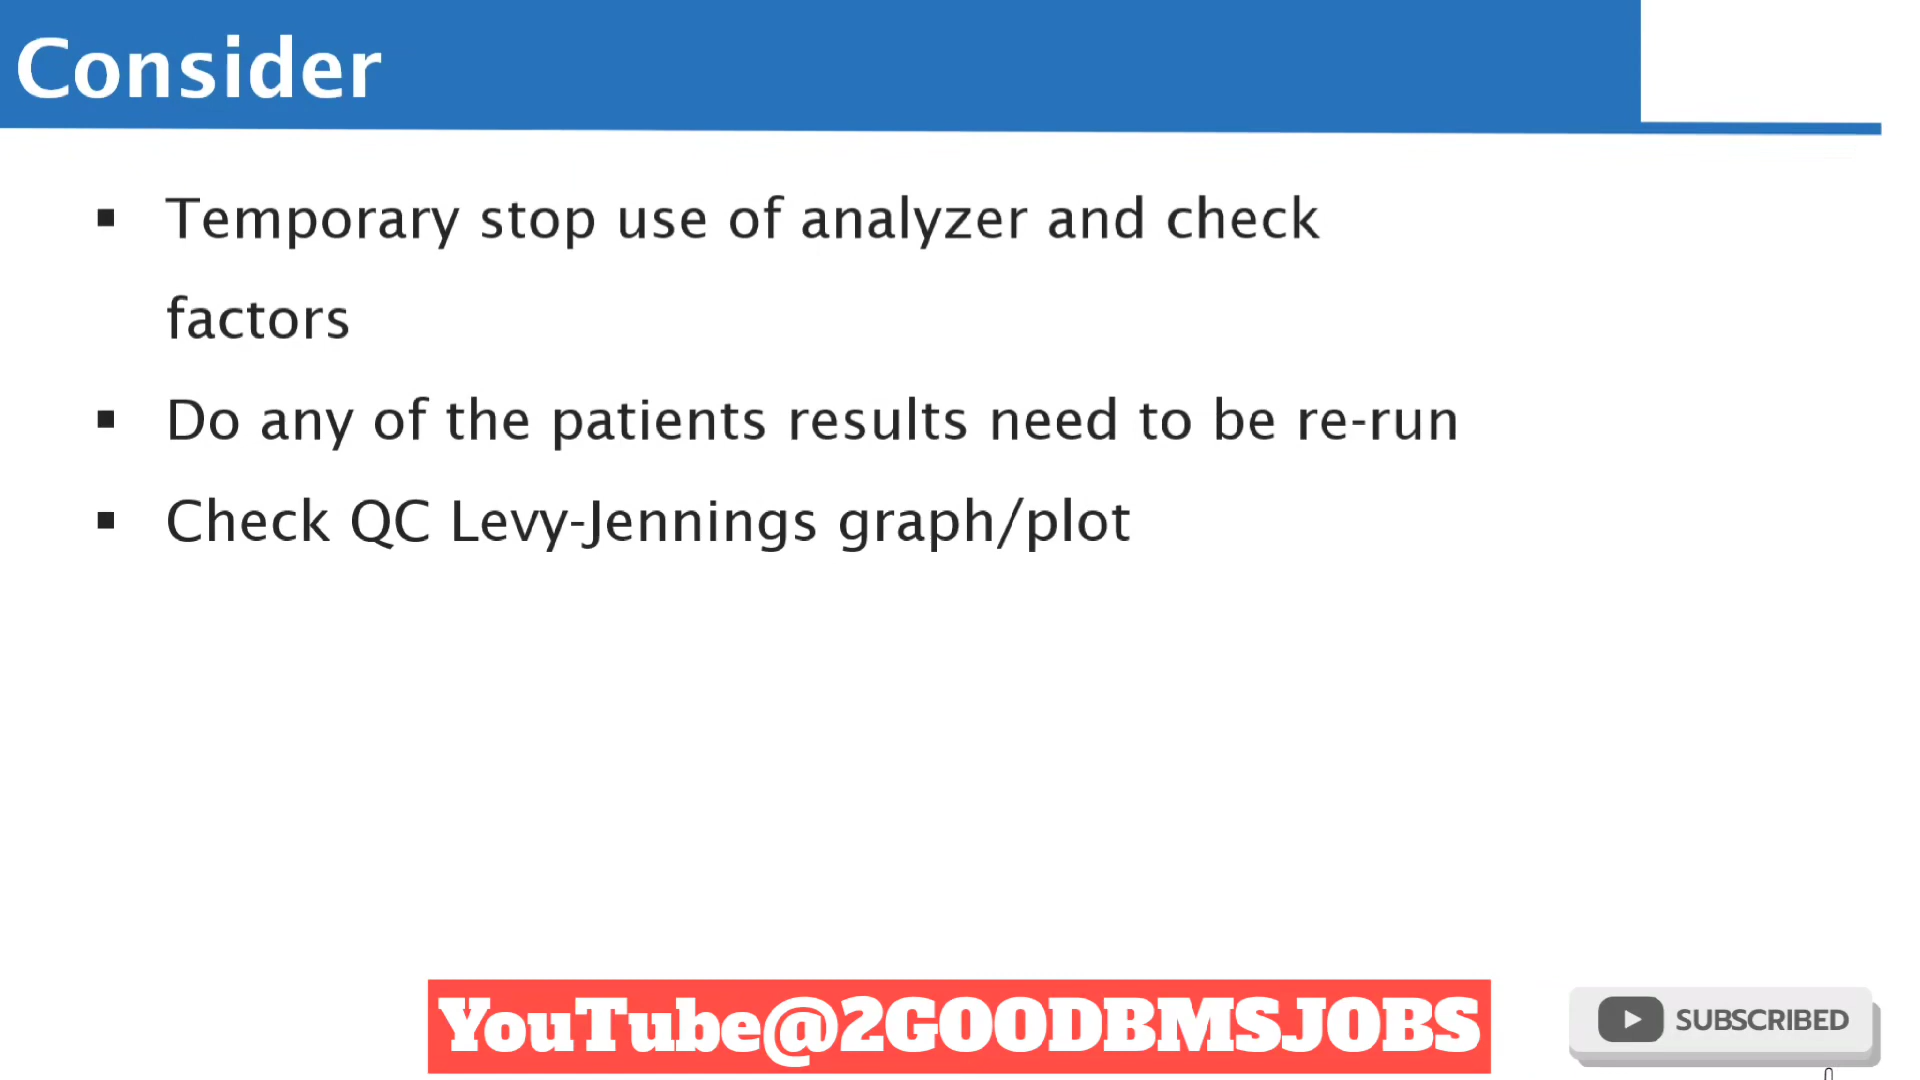 Consider
▪ Temporary stop use of analyzer and check
factors
▪ Do any of the patients results need to be re-run
▪ Check QC Levy-Jennings graph/plot
YouTube@2GOODBMSJOBS
SUBSCRIBED